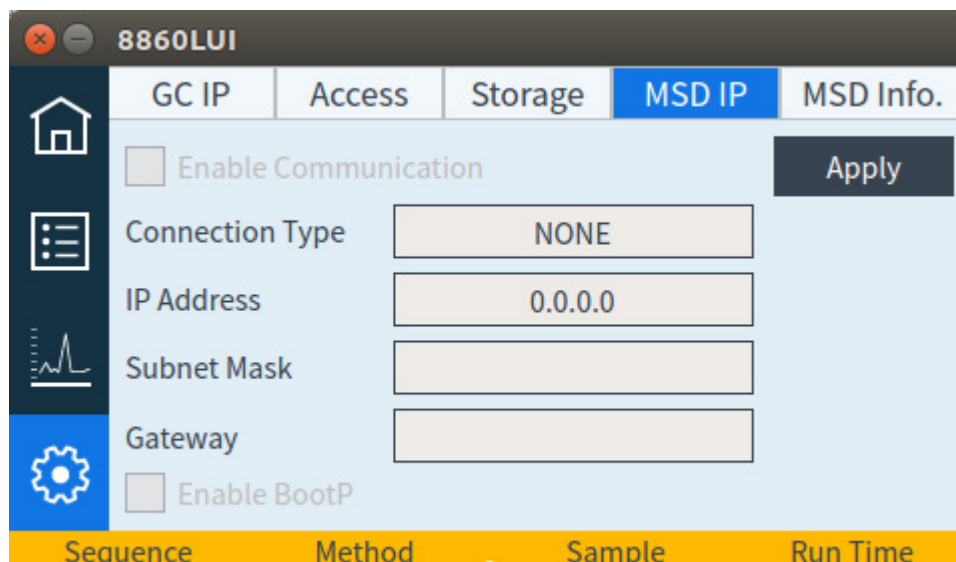 8860LUI
GC IP Access Storage MSD IP MSD Info.
Enable Communication Apply
Connection Type NONE
IP Address 0.0.0.0
Subnet Mask
Gateway
Enable BootP
Sequence Method Sample Run Time